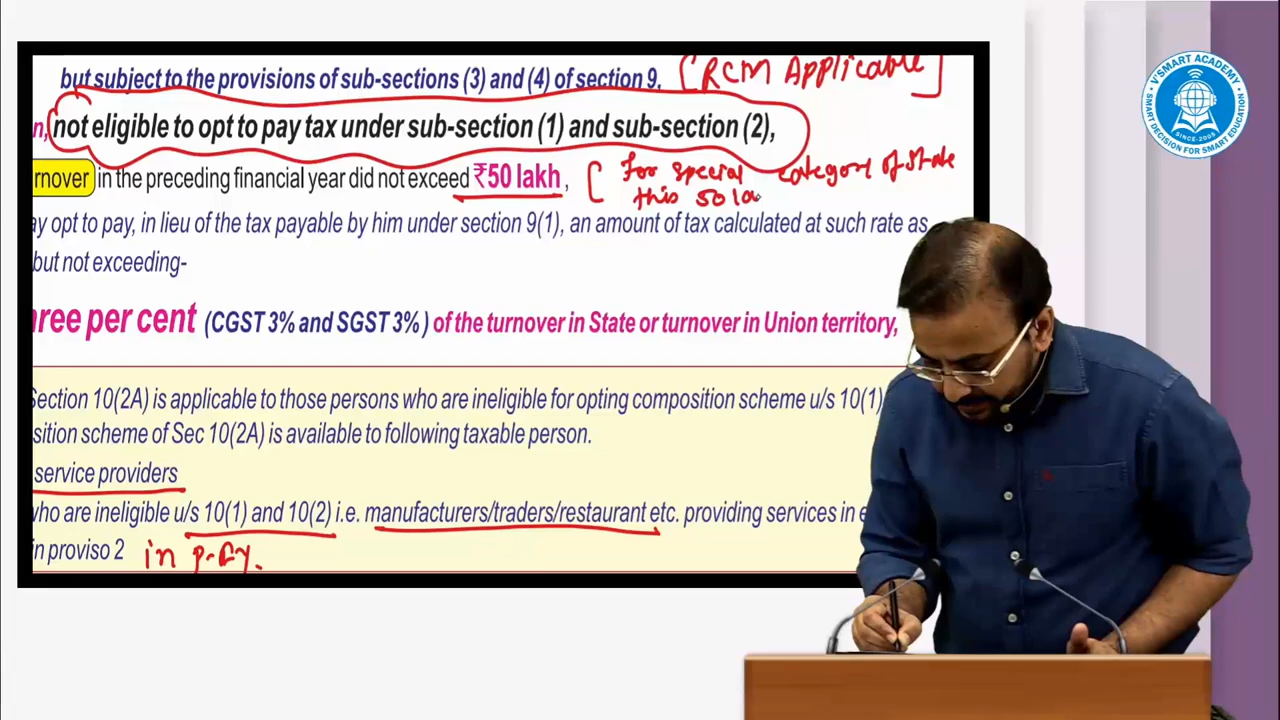 but subject to the provisions of sub-sections (3) and (4) of section 9, [RCM Applicable]
n, not eligible to opt to pay tax under sub-section (1) and sub-section (2),
rnover in the preceding financial year did not exceed ₹50 lakh, [For special category of state
this 50 la
ay opt to pay, in lieu of the tax payable by him under section 9(1), an amount of tax calculated at such rate as
but not exceeding-
hree per cent (CGST 3% and SGST 3%) of the turnover in State or turnover in Union territory,
Section 10(2A) is applicable to those persons who are ineligible for opting composition scheme u/s 10(1)
sition scheme of Sec 10(2A) is available to following taxable person.
service providers
who are ineligible u/s 10(1) and 10(2) i.e. manufacturers/traders/restaurant etc. providing services in e
in proviso 2 in P.F.Y.
V'SMART ACADEMY
SINCE-2005
SMART DECISION FOR SMART EDUCATION